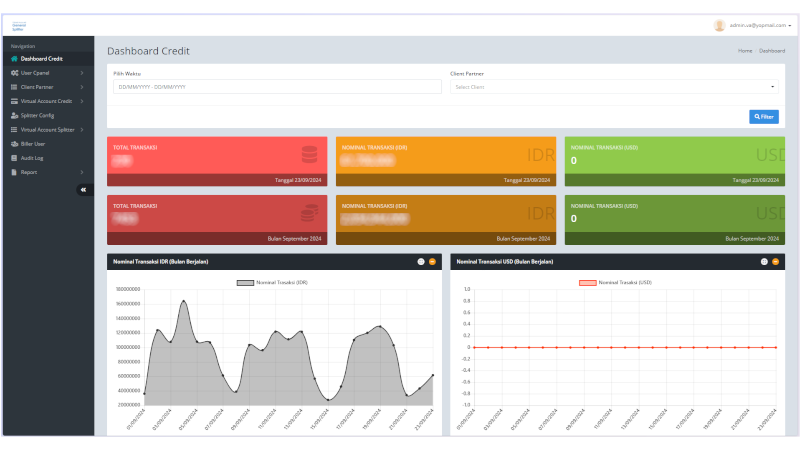 admin.va@yopmail.com
Navigation
Dashboard Credit
User Cpanel
Client Partner
Virtual Account Credit
Splitter Config
Virtual Account Splitter
Biller User
Audit Log
Report
Dashboard Credit
Home / Dashboard
Pilih Waktu
DD/MM/YYYY - DD/MM/YYYY
Client Partner
Select Client
Filter
TOTAL TRANSAKSI
Tanggal 23/09/2024
NOMINAL TRANSAKSI (IDR)
IDR
Tanggal 23/09/2024
NOMINAL TRANSAKSI (USD)
0
USD
Tanggal 23/09/2024
TOTAL TRANSAKSI
Bulan September 2024
NOMINAL TRANSAKSI (IDR)
IDR
Bulan September 2024
NOMINAL TRANSAKSI (USD)
0
USD
Bulan September 2024
Nominal Transaksi IDR (Bulan Berjalan)
Nominal Trasaksi (IDR)
180000000
160000000
140000000
120000000
100000000
80000000
60000000
40000000
20000000
01/09/2024
03/09/2024
05/09/2024
07/09/2024
09/09/2024
11/09/2024
13/09/2024
15/09/2024
17/09/2024
19/09/2024
21/09/2024
23/09/2024
Nominal Transaksi USD (Bulan Berjalan)
Nominal Trasaksi (USD)
1.0
0.8
0.6
0.4
0.2
0
-0.2
-0.4
-0.6
-0.8
-1.0
01/09/2024
03/09/2024
05/09/2024
07/09/2024
09/09/2024
11/09/2024
13/09/2024
15/09/2024
17/09/2024
19/09/2024
21/09/2024
23/09/2024